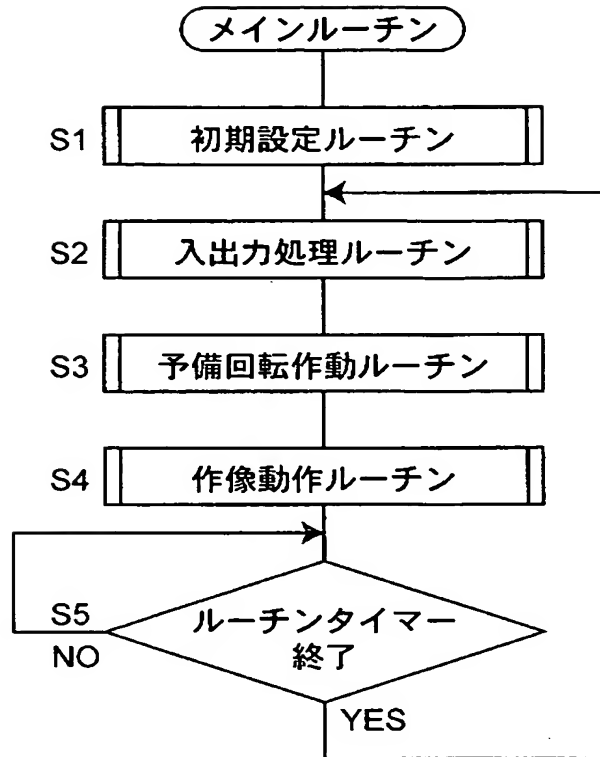 メインルーチン
S1 初期設定ルーチン
S2 入出力処理ルーチン
S3 予備回転作動ルーチン
S4 作像動作ルーチン
S5 ルーチンタイマー
終了
NO
YES